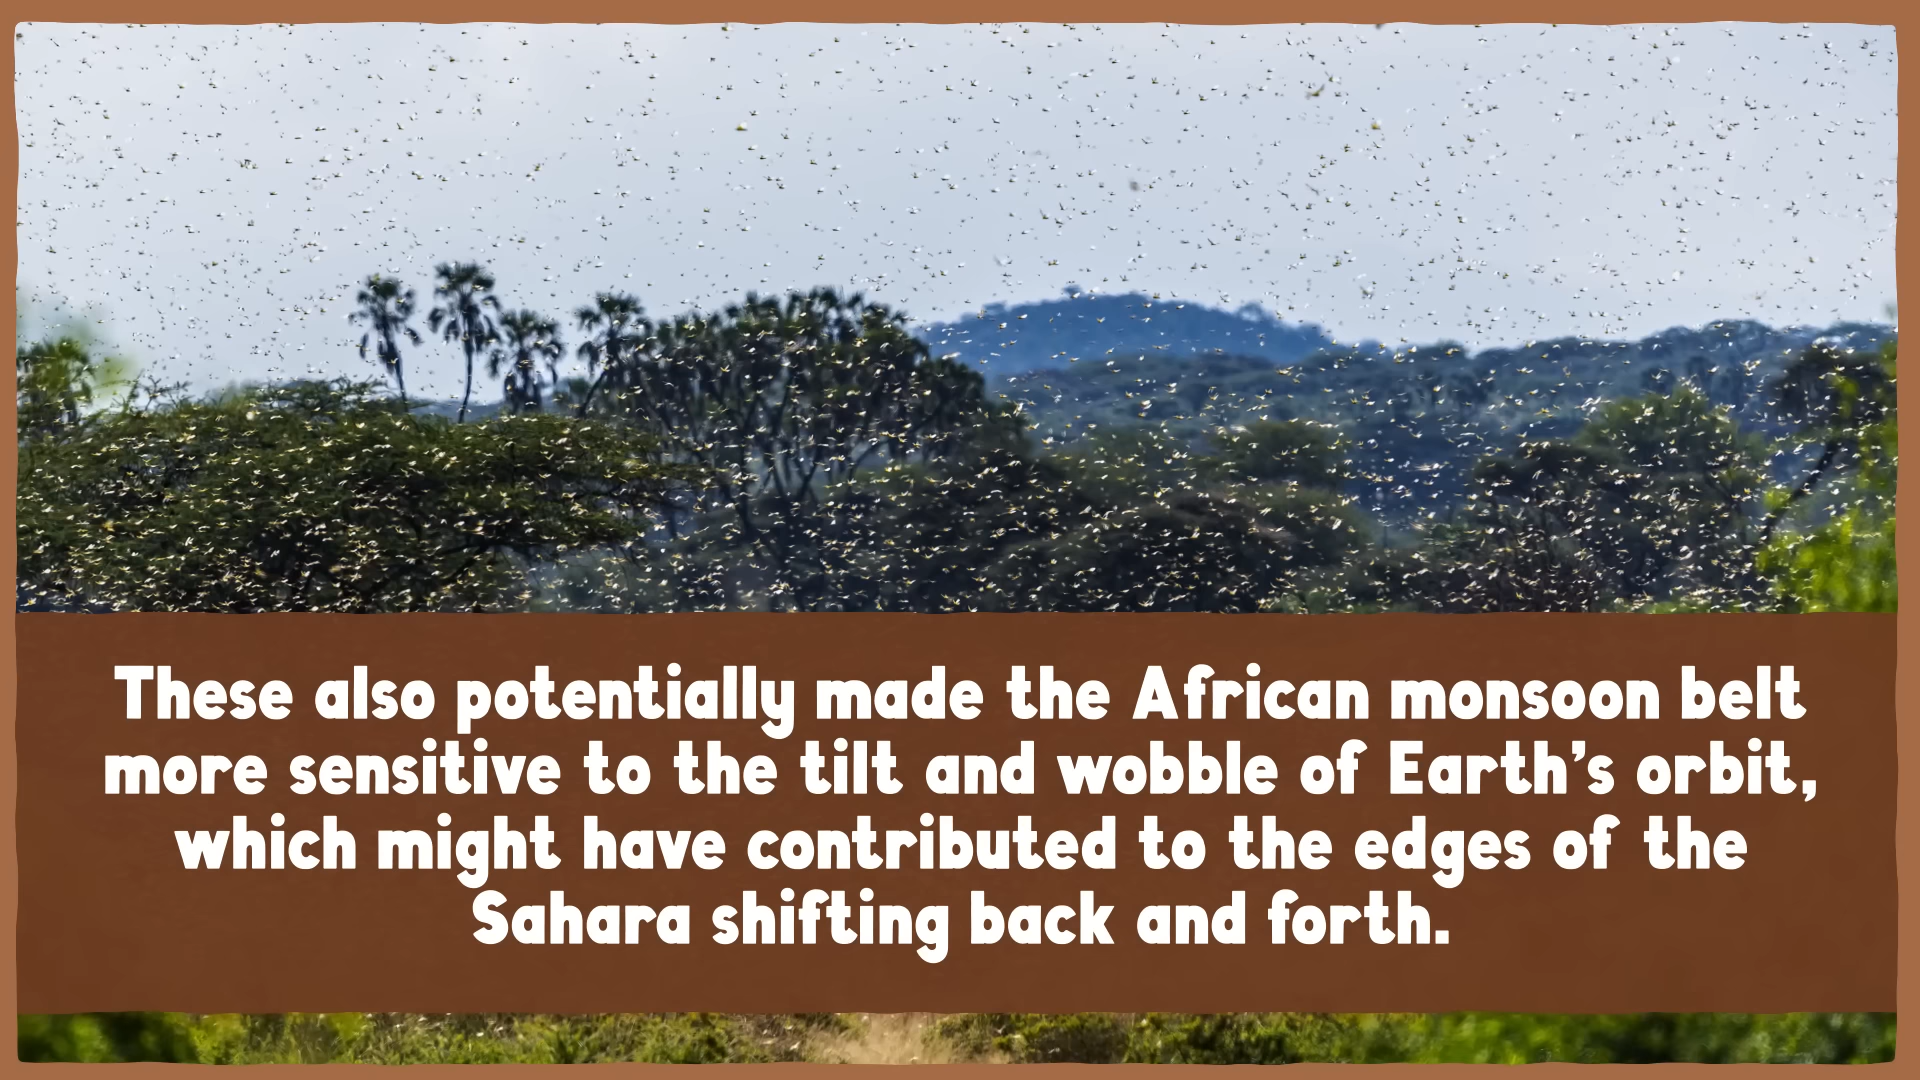 These also potentially made the African monsoon belt
more sensitive to the tilt and wobble of Earth’s orbit,
which might have contributed to the edges of the
Sahara shifting back and forth.